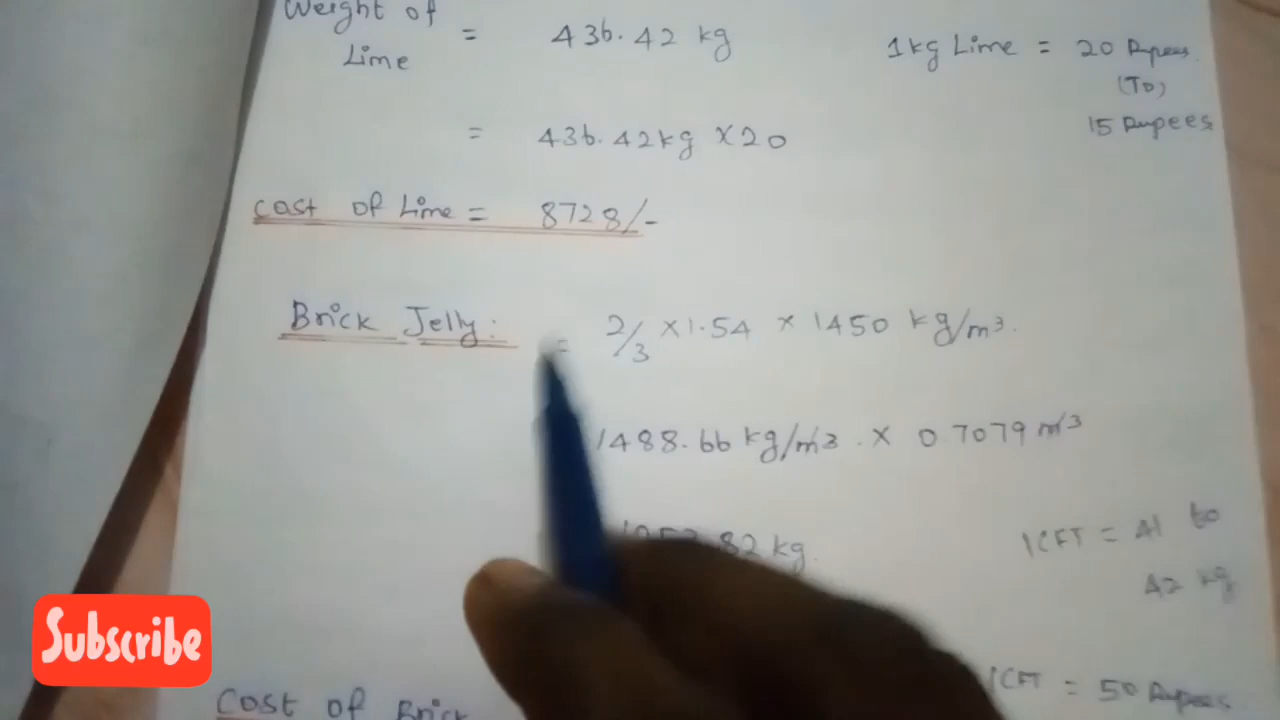 Weight of
Lime = 436.42 kg
1kg Lime = 20 Rupees
(To)
15 Rupees
= 436.42kg x 20
Cost of Lime = 8728/-
Brick Jelly: = 2/3 x 1.54 x 1450 kg/m³.
1488.66 kg/m³. x 0.7079 m³
82 kg.
1CFT = 41 to
42 kg
1CFT = 50 Rupees
Cost of Brick
Subscribe